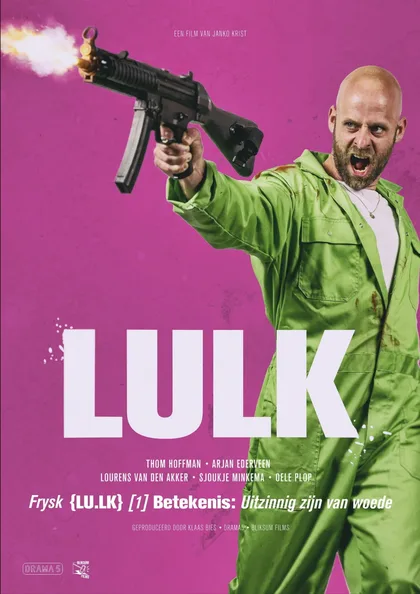 EEN FILM VAN JANKO KRIST
LULK
THOM HOFFMAN • ARJAN EDERVEEN
LOURENS VAN DEN AKKER • SJOUKJE MINKEMA • OELE PLOP
Frysk {LU.LK} [1] Betekenis: Uitzinnig zijn van woede
GEPRODUCEERD DOOR KLAAS BIES • DRAMA5 • BLIKSUM FILMS
DRAMA 5